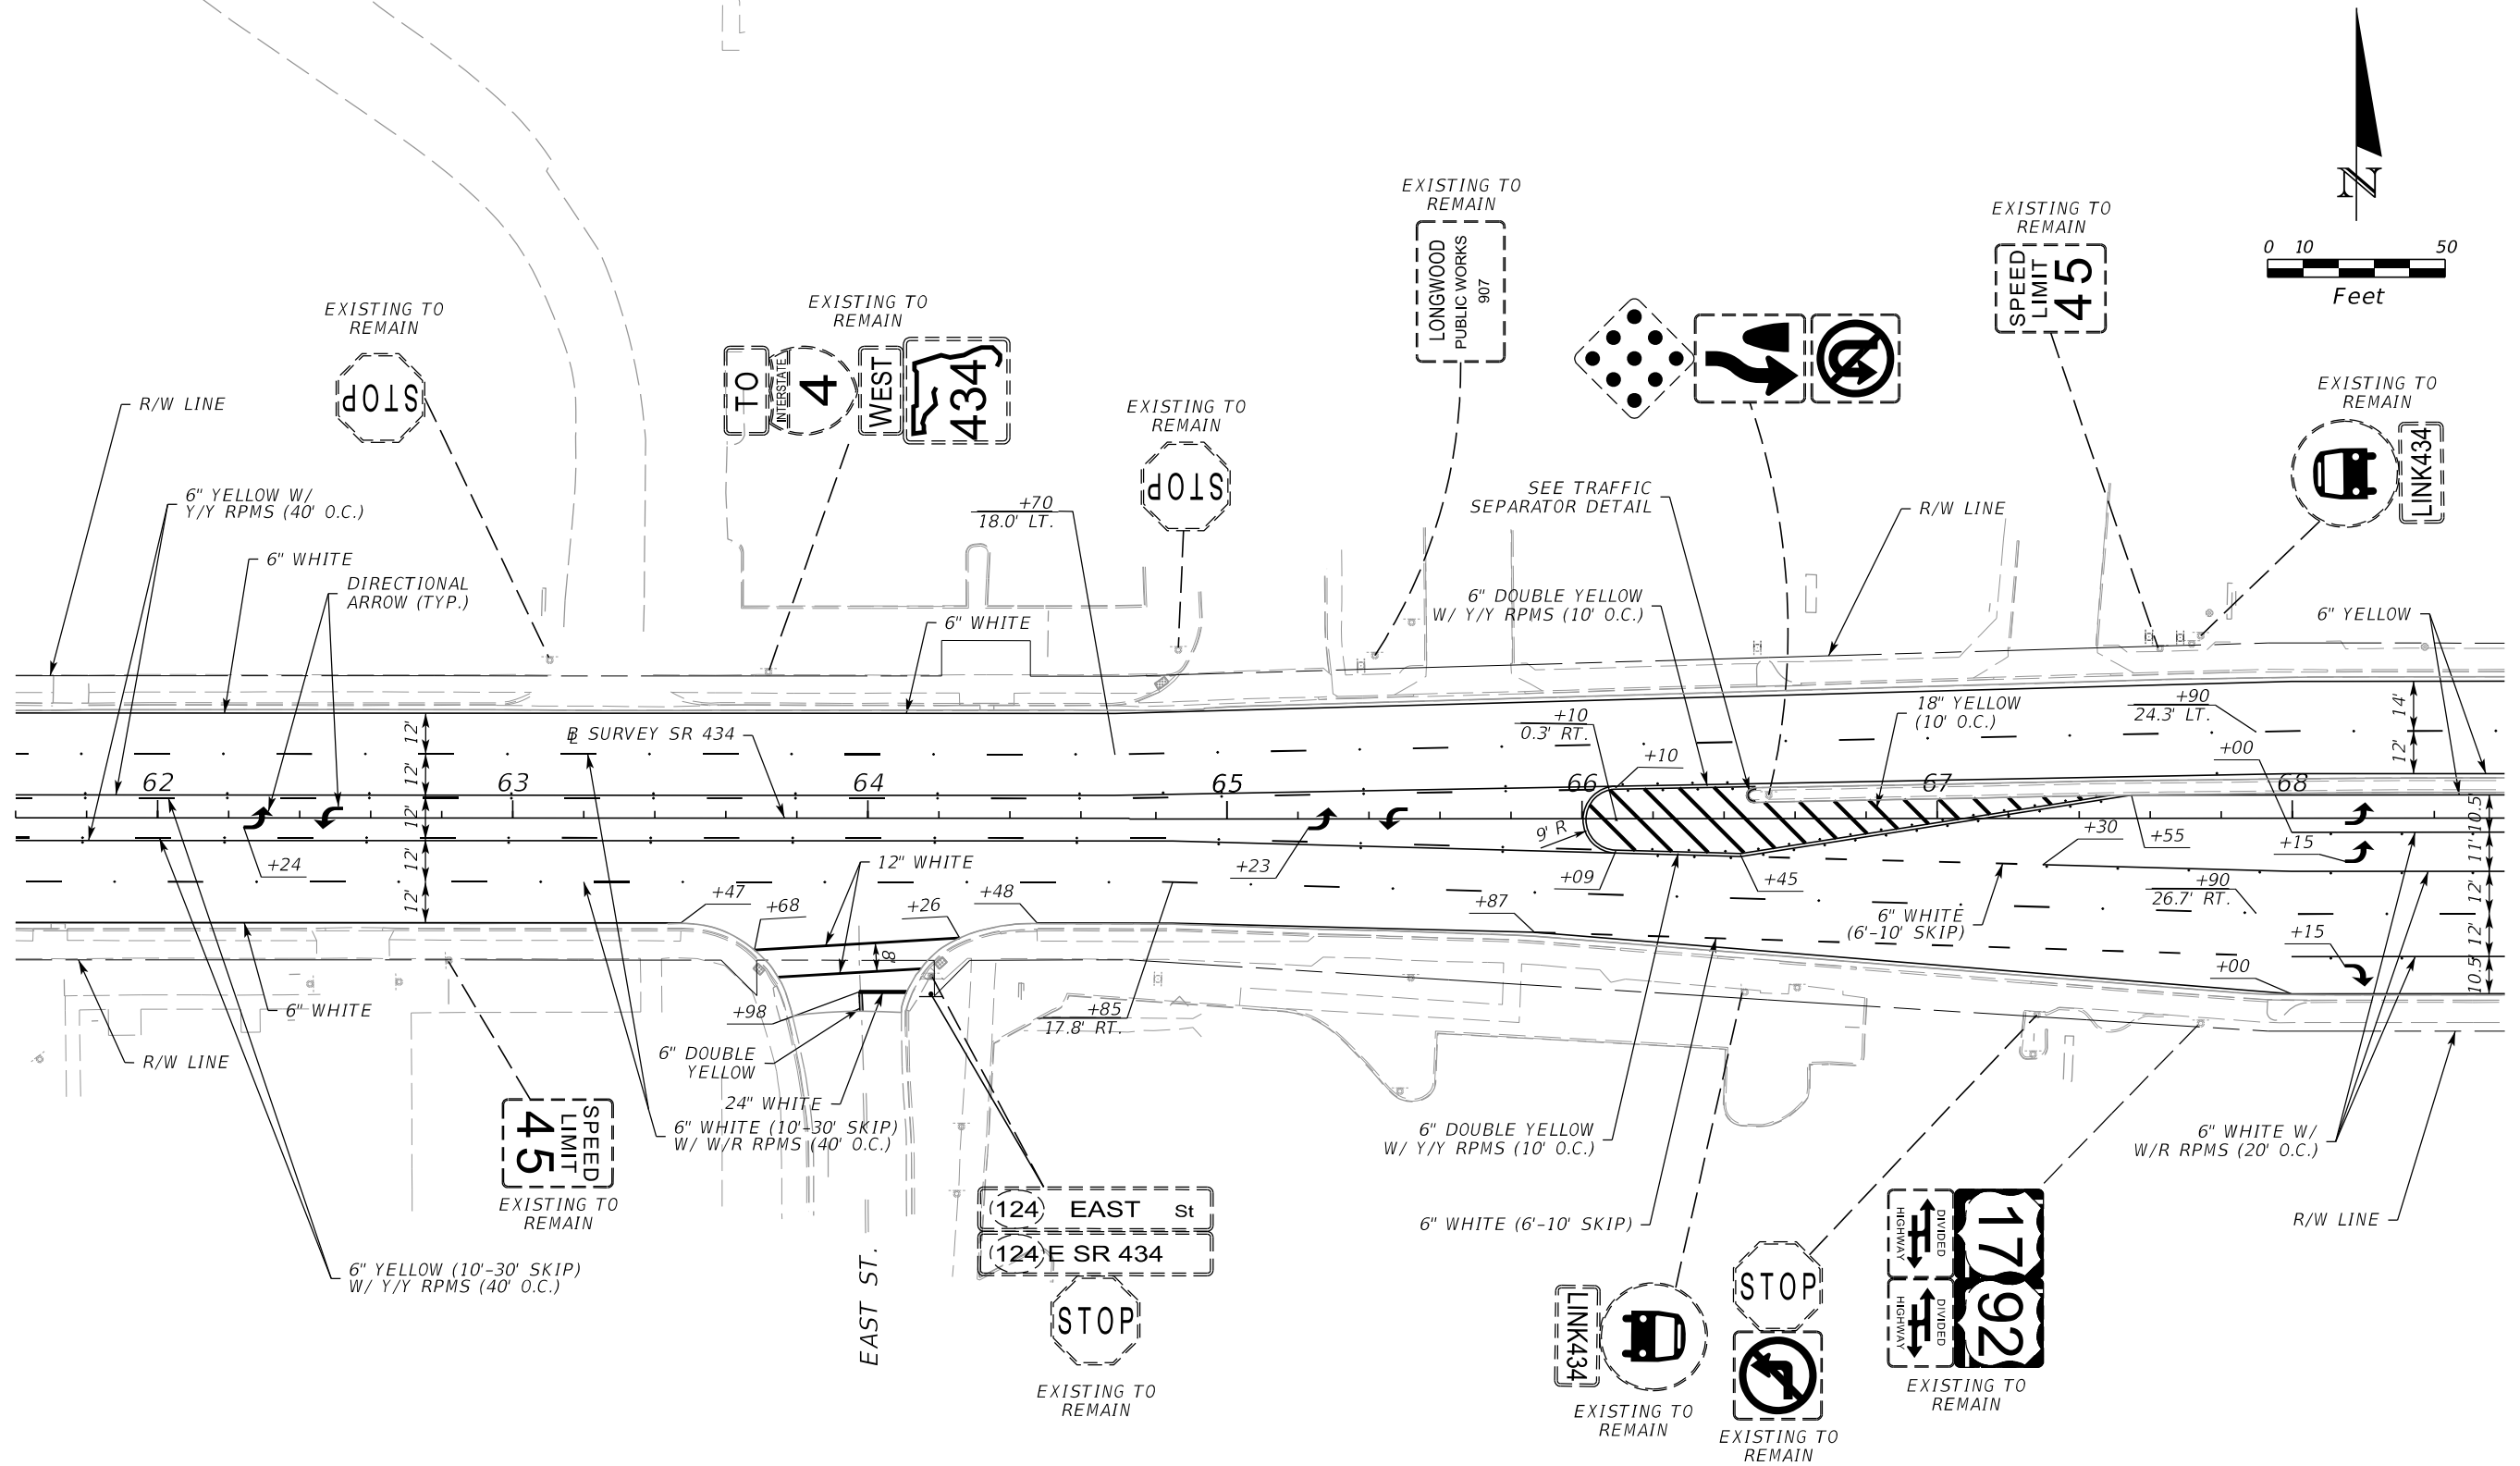 EXISTING TO
REMAIN
LONGWOOD
PUBLIC WORKS
907
EXISTING TO
REMAIN
SPEED
LIMIT
45
N
0 10 50
Feet
EXISTING TO
REMAIN
STOP
EXISTING TO
REMAIN
TO
INTERSTATE
4
WEST
434
EXISTING TO
REMAIN
STOP
EXISTING TO
REMAIN
LINK434
R/W LINE
6" YELLOW W/
Y/Y RPMS (40' O.C.)
6" WHITE
DIRECTIONAL
ARROW (TYP.)
+70
18.0' LT.
SEE TRAFFIC
SEPARATOR DETAIL
R/W LINE
6" DOUBLE YELLOW
W/ Y/Y RPMS (10' O.C.)
6" WHITE
6" YELLOW
12'
12'
12'
12'
12'
BL SURVEY SR 434
+10
0.3' RT.
+10
18" YELLOW
(10' O.C.)
+90
24.3' LT.
+00
14'
12'
62
63
64
65
66
67
68
+24
+23
9' R
+09
+45
+30
+55
+15
10.5'
11'
12'
12'
10.5'
12" WHITE
+47
+68
+26
+48
8'
+87
6" WHITE
(6'-10' SKIP)
+90
26.7' RT.
+15
+00
6" WHITE
R/W LINE
+98
6" DOUBLE
YELLOW
24" WHITE
+85
17.8' RT.
SPEED
LIMIT
45
EXISTING TO
REMAIN
6" WHITE (10'-30' SKIP)
W/ W/R RPMS (40' O.C.)
6" YELLOW (10'-30' SKIP)
W/ Y/Y RPMS (40' O.C.)
EAST ST.
124 EAST St
124 E SR 434
STOP
EXISTING TO
REMAIN
6" DOUBLE YELLOW
W/ Y/Y RPMS (10' O.C.)
6" WHITE (6'-10' SKIP)
LINK434
EXISTING TO
REMAIN
STOP
EXISTING TO
REMAIN
DIVIDED
HIGHWAY
17
DIVIDED
HIGHWAY
92
EXISTING TO
REMAIN
6" WHITE W/
W/R RPMS (20' O.C.)
R/W LINE